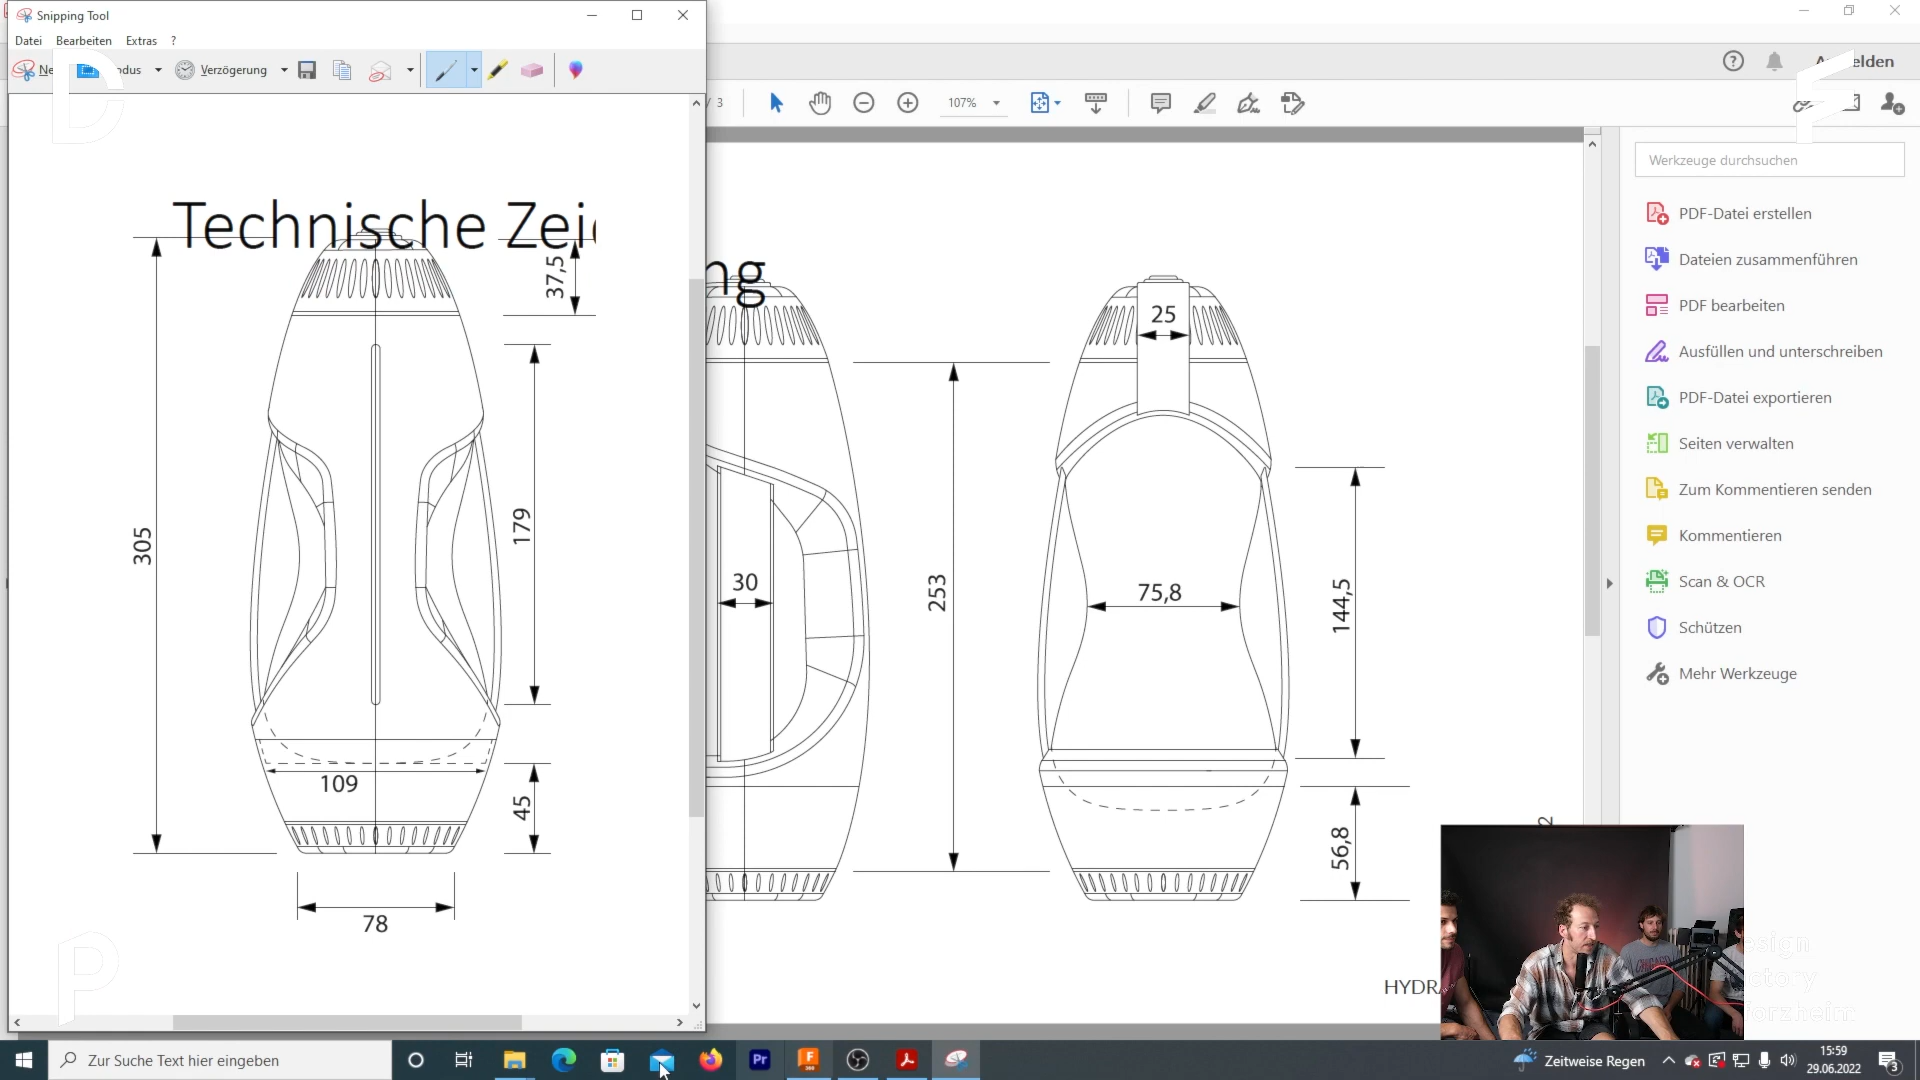 Snipping Tool
Datei Bearbeiten Extras ?
Verzögerung
/ 3
107%
Werkzeuge durchsuchen
PDF-Datei erstellen
Dateien zusammenführen
PDF bearbeiten
Ausfüllen und unterschreiben
PDF-Datei exportieren
Seiten verwalten
Zum Kommentieren senden
Kommentieren
Scan & OCR
Schützen
Mehr Werkzeuge
Technische Zei
ng
37,5
305
179
109
45
78
30
253
25
75,8
144,5
56,8
2
HYDR
D
F
P
Zur Suche Text hier eingeben
Pr
F
Zeitweise Regen
15:59
29.06.2022
3